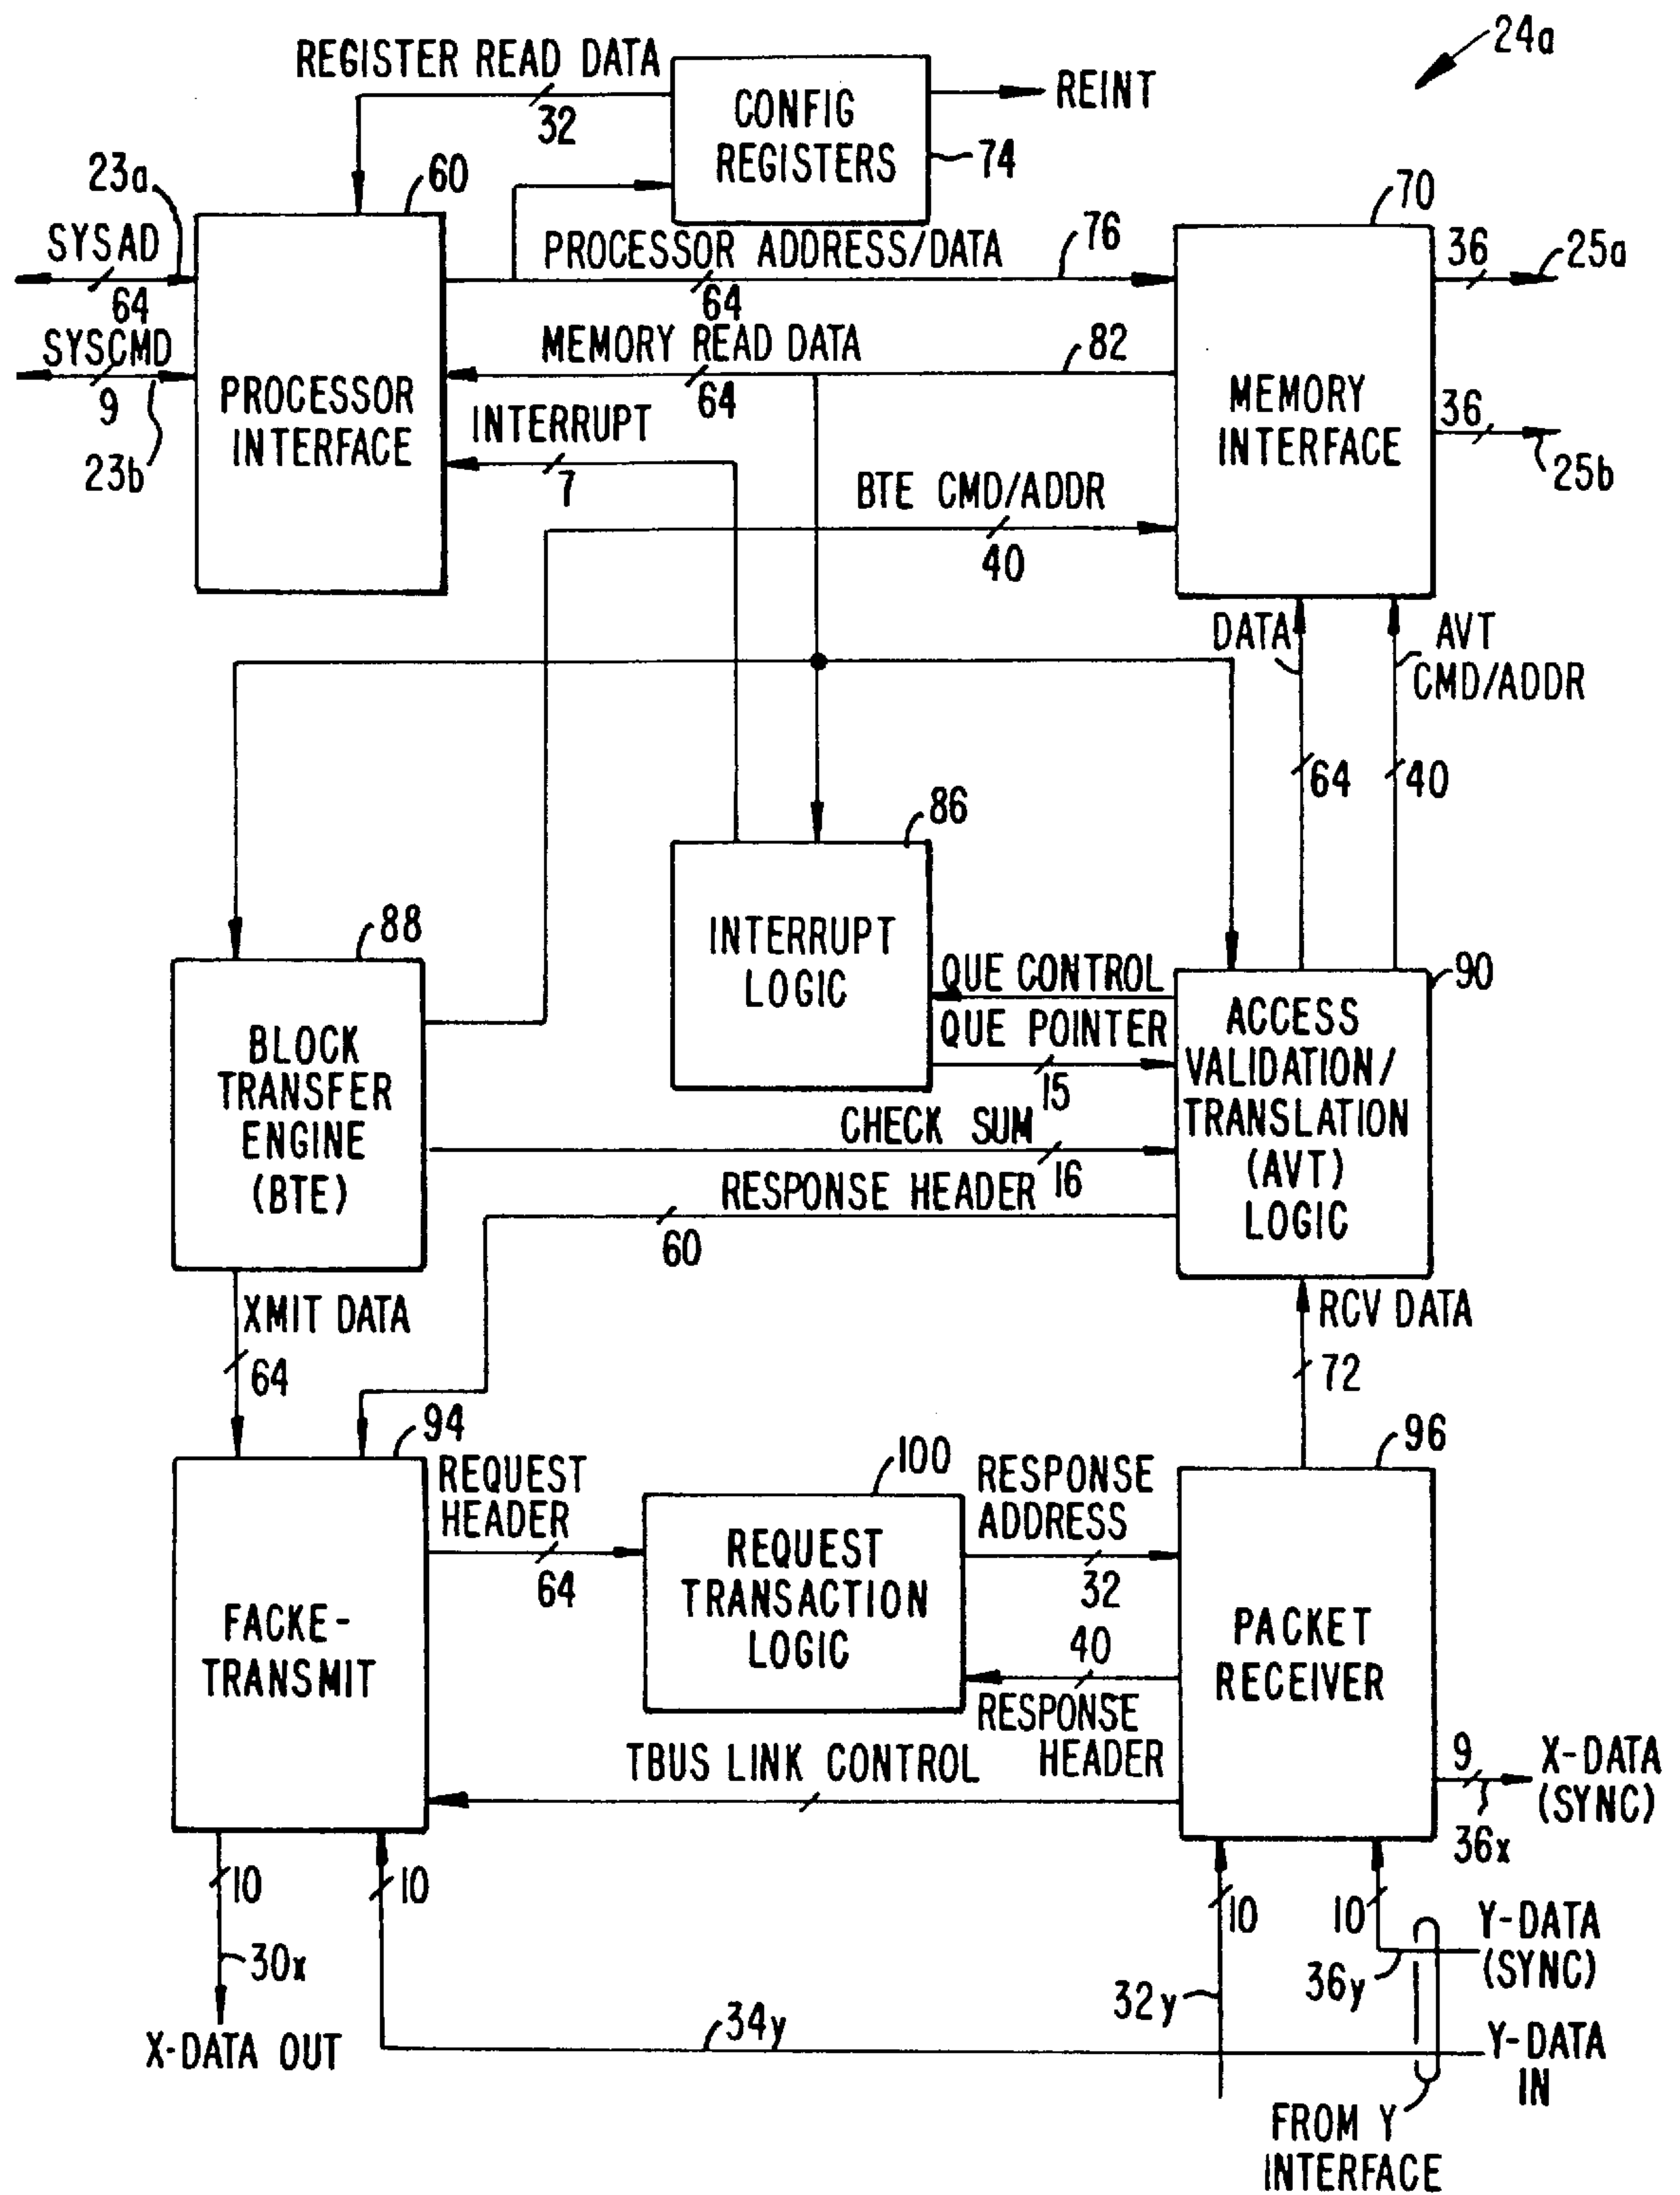 24a
REGISTER READ DATA
32
CONFIG
REGISTERS
REINT
74
23a
60
70
SYSAD
64
PROCESSOR ADDRESS/DATA
64
76
36
25a
SYSCMD
9
23b
PROCESSOR
INTERFACE
MEMORY READ DATA
64
82
MEMORY
INTERFACE
36
25b
INTERRUPT
7
BTE CMD/ADDR
40
DATA
AVT
CMD/ADDR
64
40
86
88
INTERRUPT
LOGIC
QUE CONTROL
QUE POINTER
15
90
BLOCK
TRANSFER
ENGINE
(BTE)
ACCESS
VALIDATION/
TRANSLATION
(AVT)
LOGIC
CHECK SUM
16
RESPONSE HEADER
60
XMIT DATA
64
RCV DATA
72
94
96
REQUEST
HEADER
64
100
RESPONSE
ADDRESS
32
FACKE-
TRANSMIT
REQUEST
TRANSACTION
LOGIC
40
RESPONSE
HEADER
PACKET
RECEIVER
TBUS LINK CONTROL
9
X-DATA
(SYNC)
36x
10
10
10
10
Y-DATA
(SYNC)
30x
36y
32y
X-DATA OUT
34y
Y-DATA
IN
FROM Y
INTERFACE